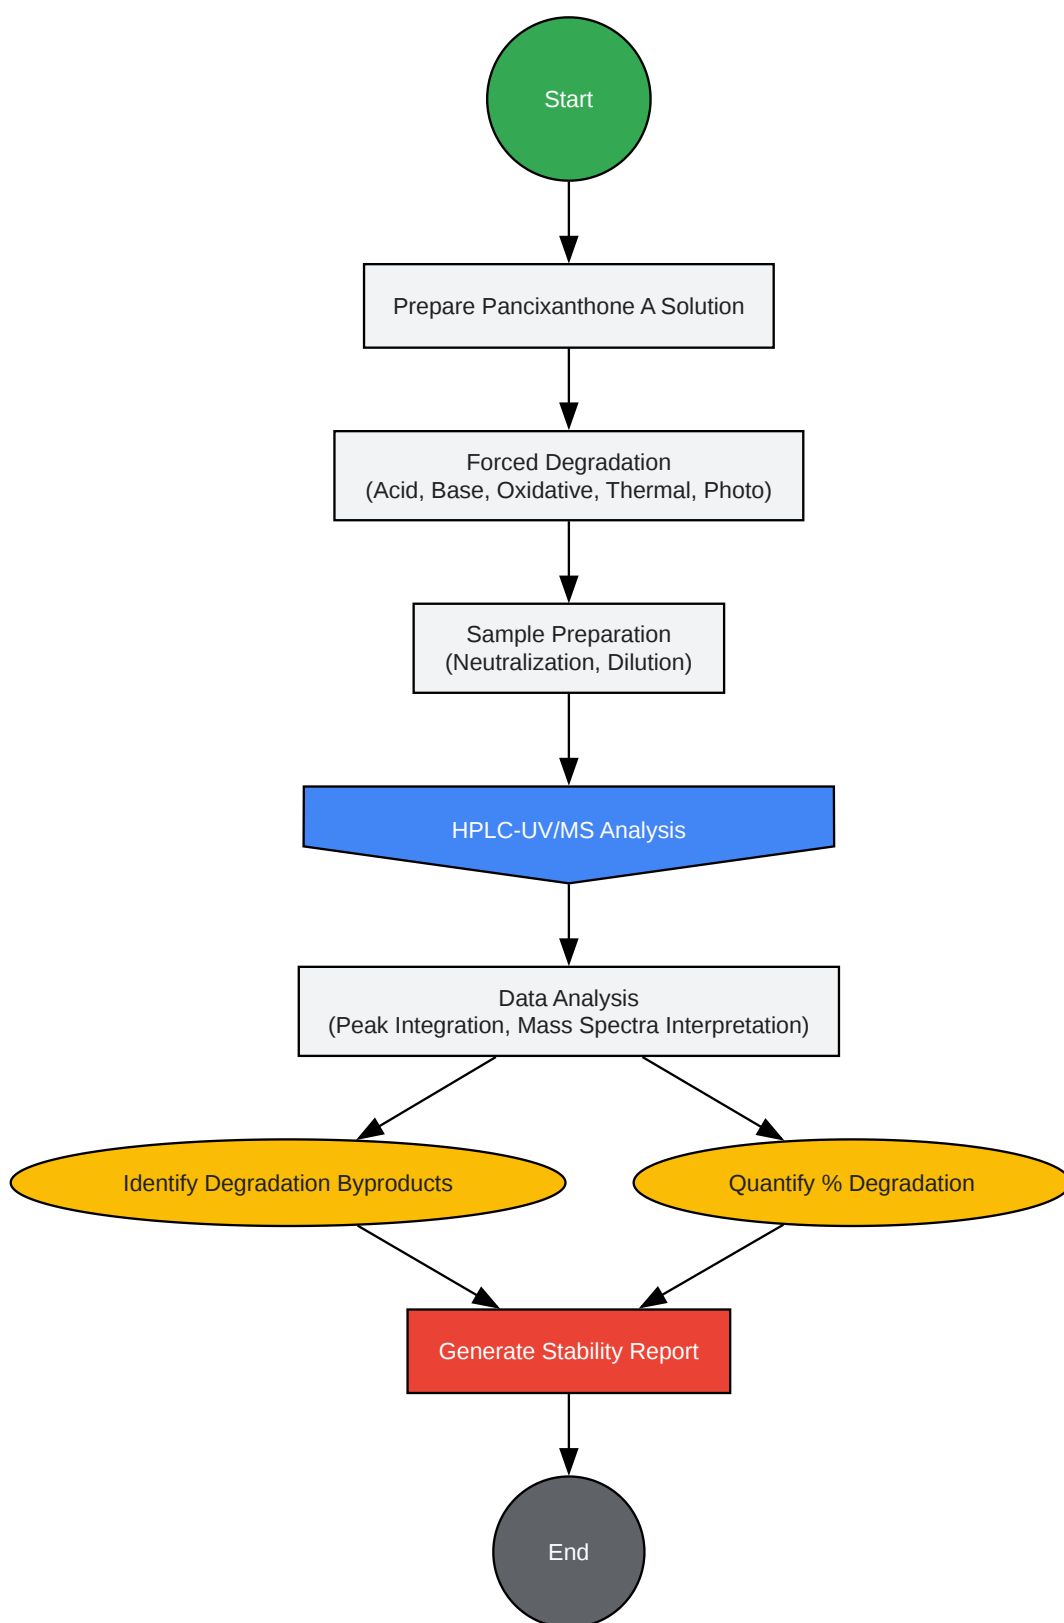 Start
Prepare Pancixanthone A Solution
Forced Degradation
(Acid, Base, Oxidative, Thermal, Photo)
Sample Preparation
(Neutralization, Dilution)
HPLC-UV/MS Analysis
Data Analysis
(Peak Integration, Mass Spectra Interpretation)
Identify Degradation Byproducts
Quantify % Degradation
Generate Stability Report
End